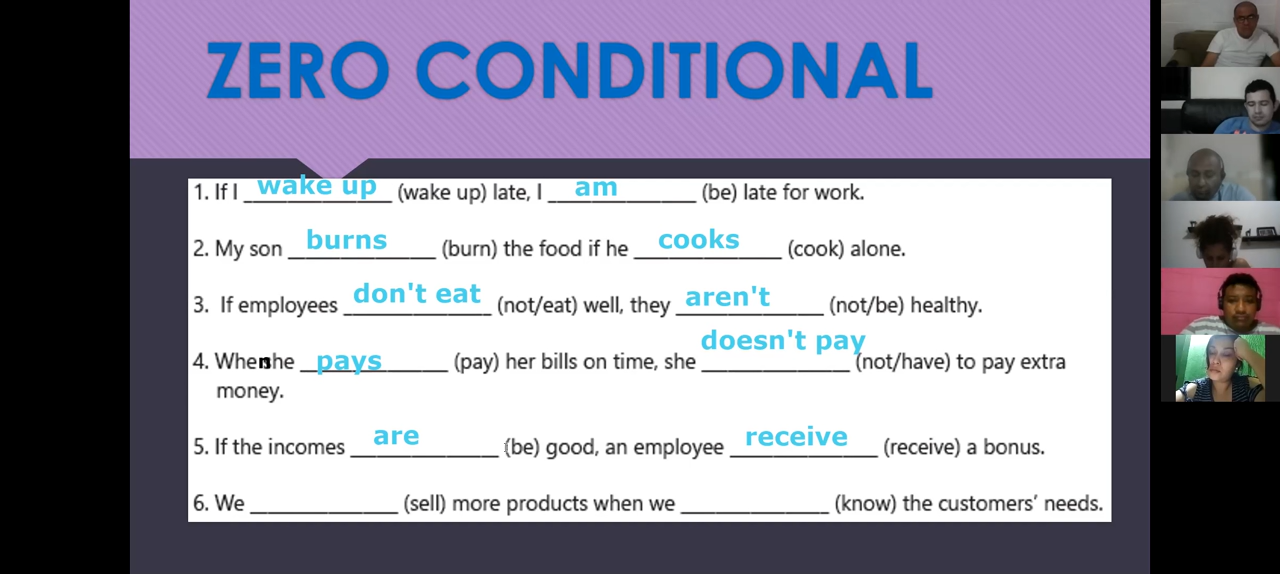 ZERO CONDITIONAL
1. If I wake up (wake up) late, I am (be) late for work.
2. My son burns (burn) the food if he cooks (cook) alone.
3. If employees don't eat (not/eat) well, they aren't (not/be) healthy.
4. When she pays (pay) her bills on time, she doesn't pay (not/have) to pay extra
money.
5. If the incomes are (be) good, an employee receive (receive) a bonus.
6. We ____________ (sell) more products when we ____________ (know) the customers' needs.